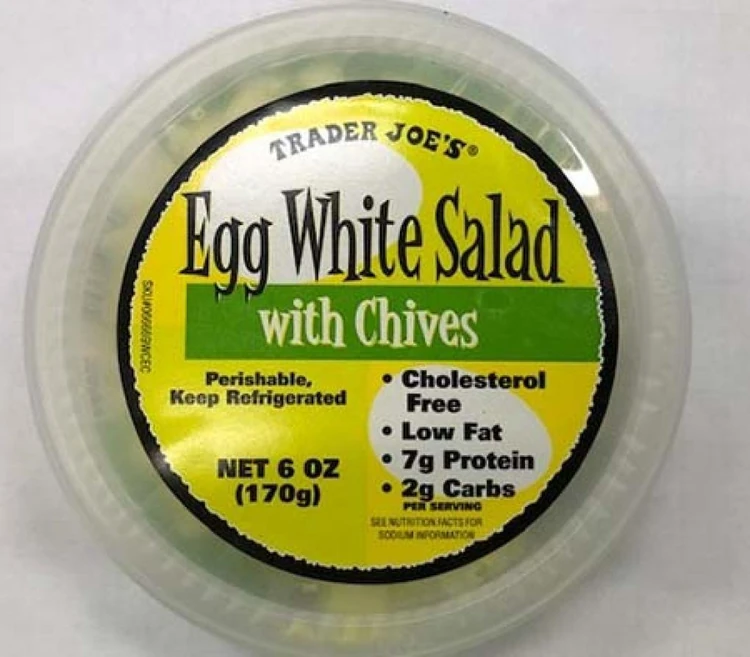 TRADER JOE'S®
Egg White Salad
with Chives
Perishable,
Keep Refrigerated
NET 6 OZ
(170g)
• Cholesterol
Free
• Low Fat
• 7g Protein
• 2g Carbs
PER SERVING
SEE NUTRITION FACTS FOR
SODIUM INFORMATION